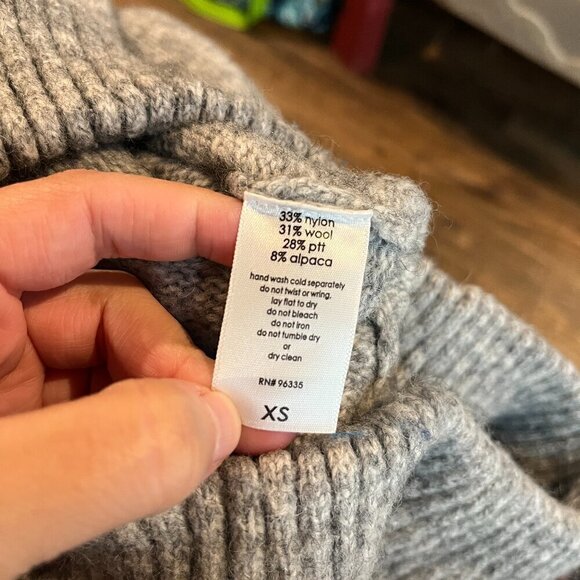 33% nylon
31% wool
28% ptt
8% alpaca
hand wash cold separately
do not twist or wring,
lay flat to dry
do not bleach
do not iron
do not tumble dry
or
dry clean
RN# 96335
XS